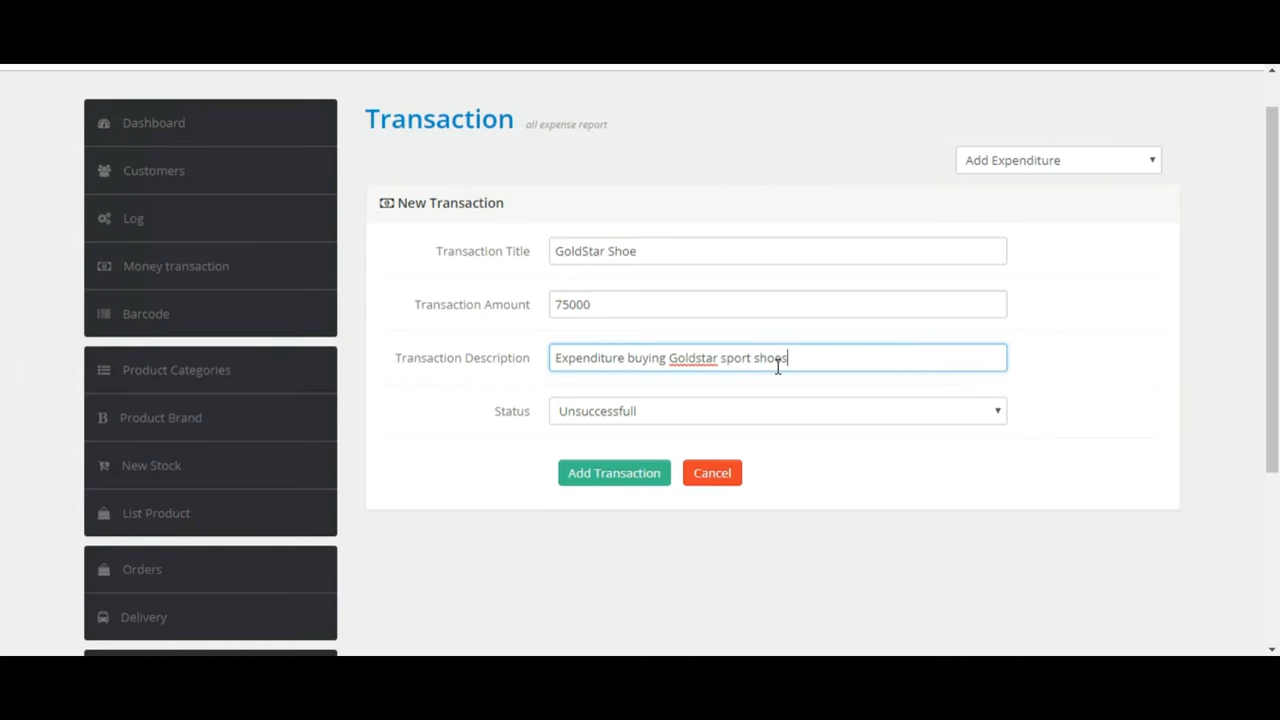 Dashboard
Customers
Log
Money transaction
Barcode
Product Categories
B Product Brand
New Stock
List Product
Orders
Delivery
Transaction all expense report
Add Expenditure
New Transaction
Transaction Title GoldStar Shoe
Transaction Amount 75000
Transaction Description Expenditure buying Goldstar sport shoes
Status Unsuccessfull
Add Transaction Cancel